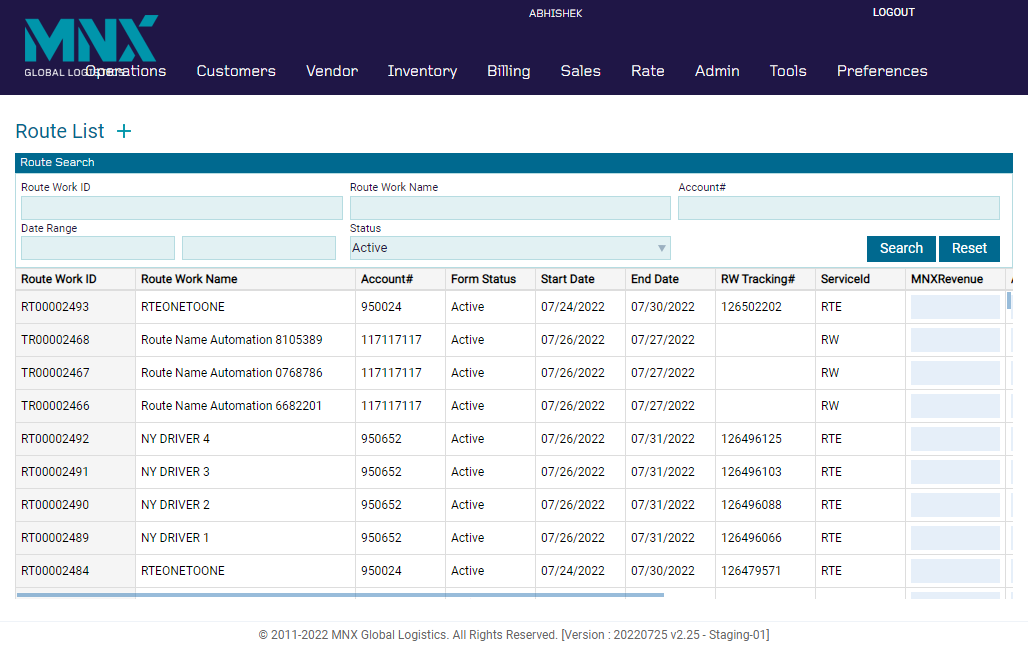 ABHISHEK LOGOUT
MNX
GLOBAL LOGISTICS
Operations Customers Vendor Inventory Billing Sales Rate Admin Tools Preferences
Route List +
Route Search
Route Work ID Route Work Name Account#
Date Range Status
Active Search Reset
Route Work ID Route Work Name Account# Form Status Start Date End Date RW Tracking# ServiceId MNXRevenue
RT00002493 RTEONETOONE 950024 Active 07/24/2022 07/30/2022 126502202 RTE
TR00002468 Route Name Automation 8105389 117117117 Active 07/26/2022 07/27/2022 RW
TR00002467 Route Name Automation 0768786 117117117 Active 07/26/2022 07/27/2022 RW
TR00002466 Route Name Automation 6682201 117117117 Active 07/26/2022 07/27/2022 RW
RT00002492 NY DRIVER 4 950652 Active 07/26/2022 07/31/2022 126496125 RTE
RT00002491 NY DRIVER 3 950652 Active 07/26/2022 07/31/2022 126496103 RTE
RT00002490 NY DRIVER 2 950652 Active 07/26/2022 07/31/2022 126496088 RTE
RT00002489 NY DRIVER 1 950652 Active 07/26/2022 07/31/2022 126496066 RTE
RT00002484 RTEONETOONE 950024 Active 07/24/2022 07/30/2022 126479571 RTE
© 2011-2022 MNX Global Logistics. All Rights Reserved. [Version : 20220725 v2.25 - Staging-01]